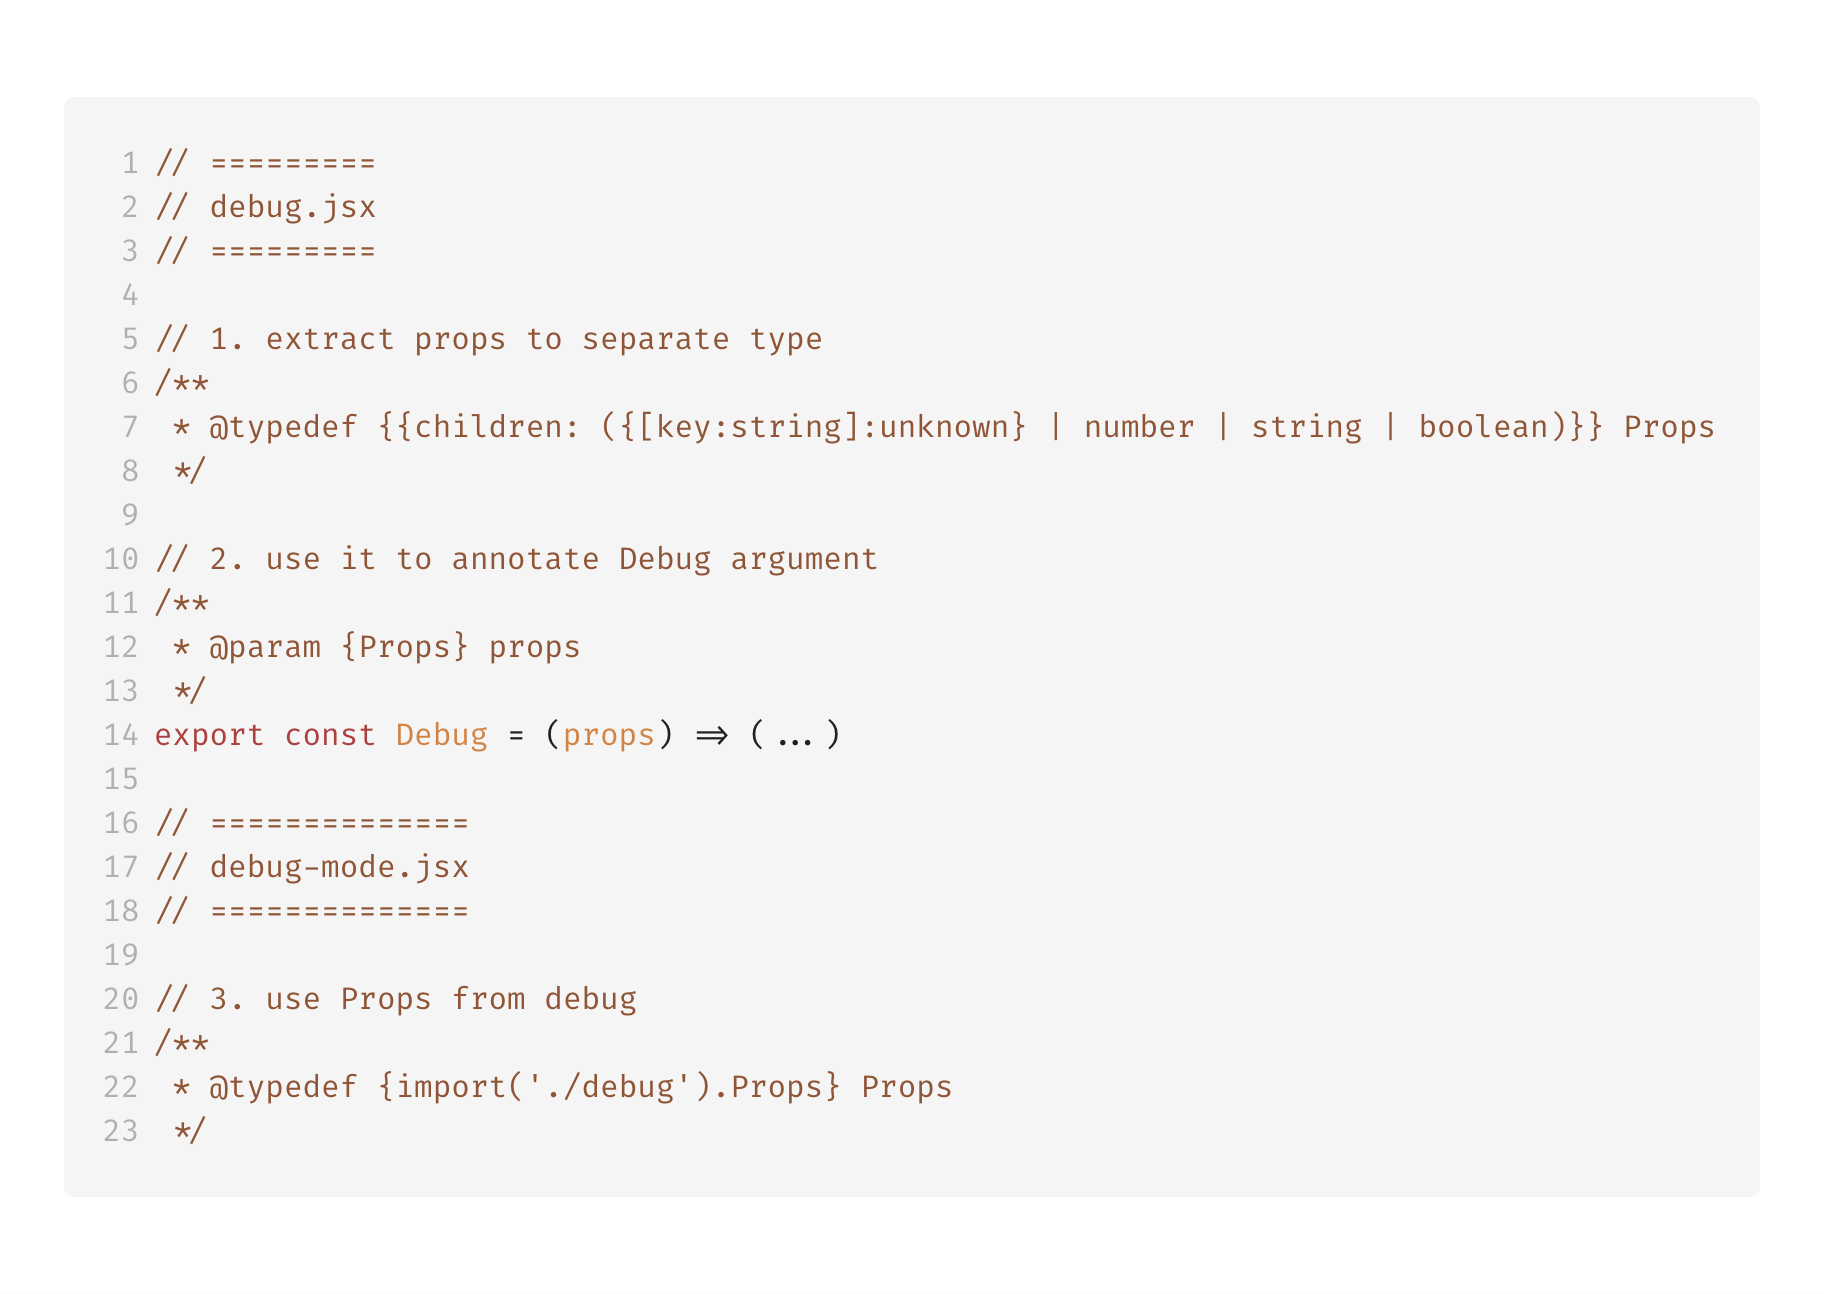 1 // =========
2 // debug.jsx
3 // =========
4
5 // 1. extract props to separate type
6 /**
7  * @typedef {{children: ({[key:string]:unknown} | number | string | boolean)}} Props
8  */
9
10 // 2. use it to annotate Debug argument
11 /**
12  * @param {Props} props
13  */
14 export const Debug = (props) => (...)
15
16 // ==============
17 // debug-mode.jsx
18 // ==============
19
20 // 3. use Props from debug
21 /**
22  * @typedef {import('./debug').Props} Props
23  */